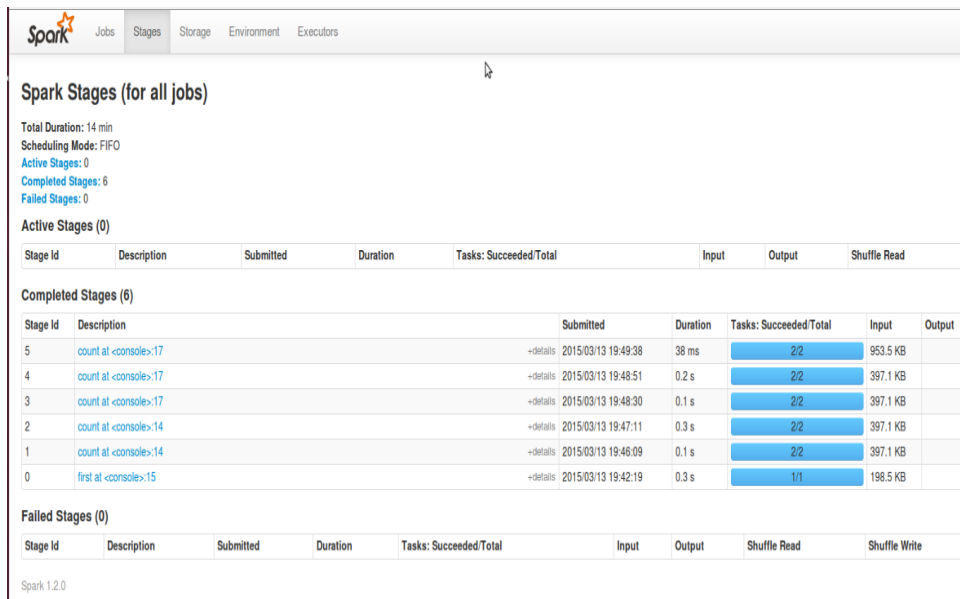 Spark Jobs Stages Storage Environment Executors
Spark Stages (for all jobs)
Total Duration: 14 min
Scheduling Mode: FIFO
Active Stages: 0
Completed Stages: 6
Failed Stages: 0
Active Stages (0)
Stage Id Description Submitted Duration Tasks: Succeeded/Total Input Output Shuffle Read
Completed Stages (6)
Stage Id Description Submitted Duration Tasks: Succeeded/Total Input Output
5 count at <console>:17 +details 2015/03/13 19:49:38 38 ms 2/2 953.5 KB
4 count at <console>:17 +details 2015/03/13 19:48:51 0.2 s 2/2 397.1 KB
3 count at <console>:17 +details 2015/03/13 19:48:30 0.1 s 2/2 397.1 KB
2 count at <console>:14 +details 2015/03/13 19:47:11 0.3 s 2/2 397.1 KB
1 count at <console>:14 +details 2015/03/13 19:46:09 0.1 s 2/2 397.1 KB
0 first at <console>:15 +details 2015/03/13 19:42:19 0.3 s 1/1 198.5 KB
Failed Stages (0)
Stage Id Description Submitted Duration Tasks: Succeeded/Total Input Output Shuffle Read Shuffle Write
Spark 1.2.0